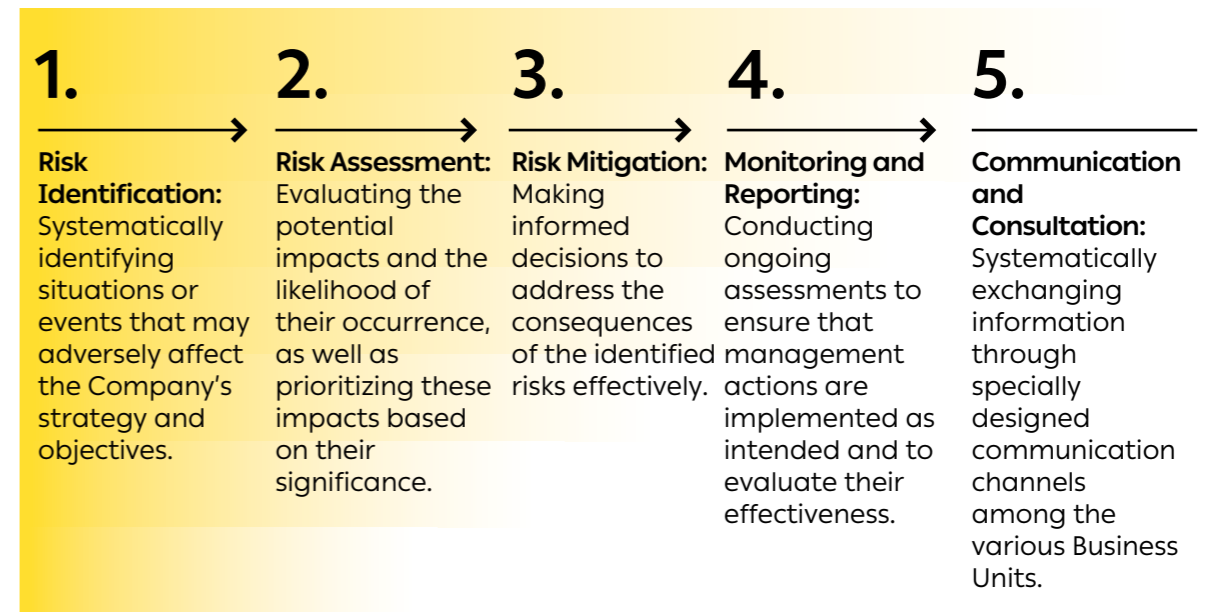 1.
Risk
Identification:
Systematically
identifying
situations or
events that may
adversely affect
the Company's
strategy and
objectives.
2.
Risk Assessment:
Evaluating the
potential
impacts and the
likelihood of
their occurrence,
as well as
prioritizing these
impacts based
on their
significance.
3.
Risk Mitigation:
Making
informed
decisions to
address the
consequences
of the identified
risks effectively.
4.
Monitoring and
Reporting:
Conducting
ongoing
assessments to
ensure that
management
actions are
implemented as
intended and to
evaluate their
effectiveness.
5.
Communication
and
Consultation:
Systematically
exchanging
information
through
specially
designed
communication
channels
among the
various Business
Units.